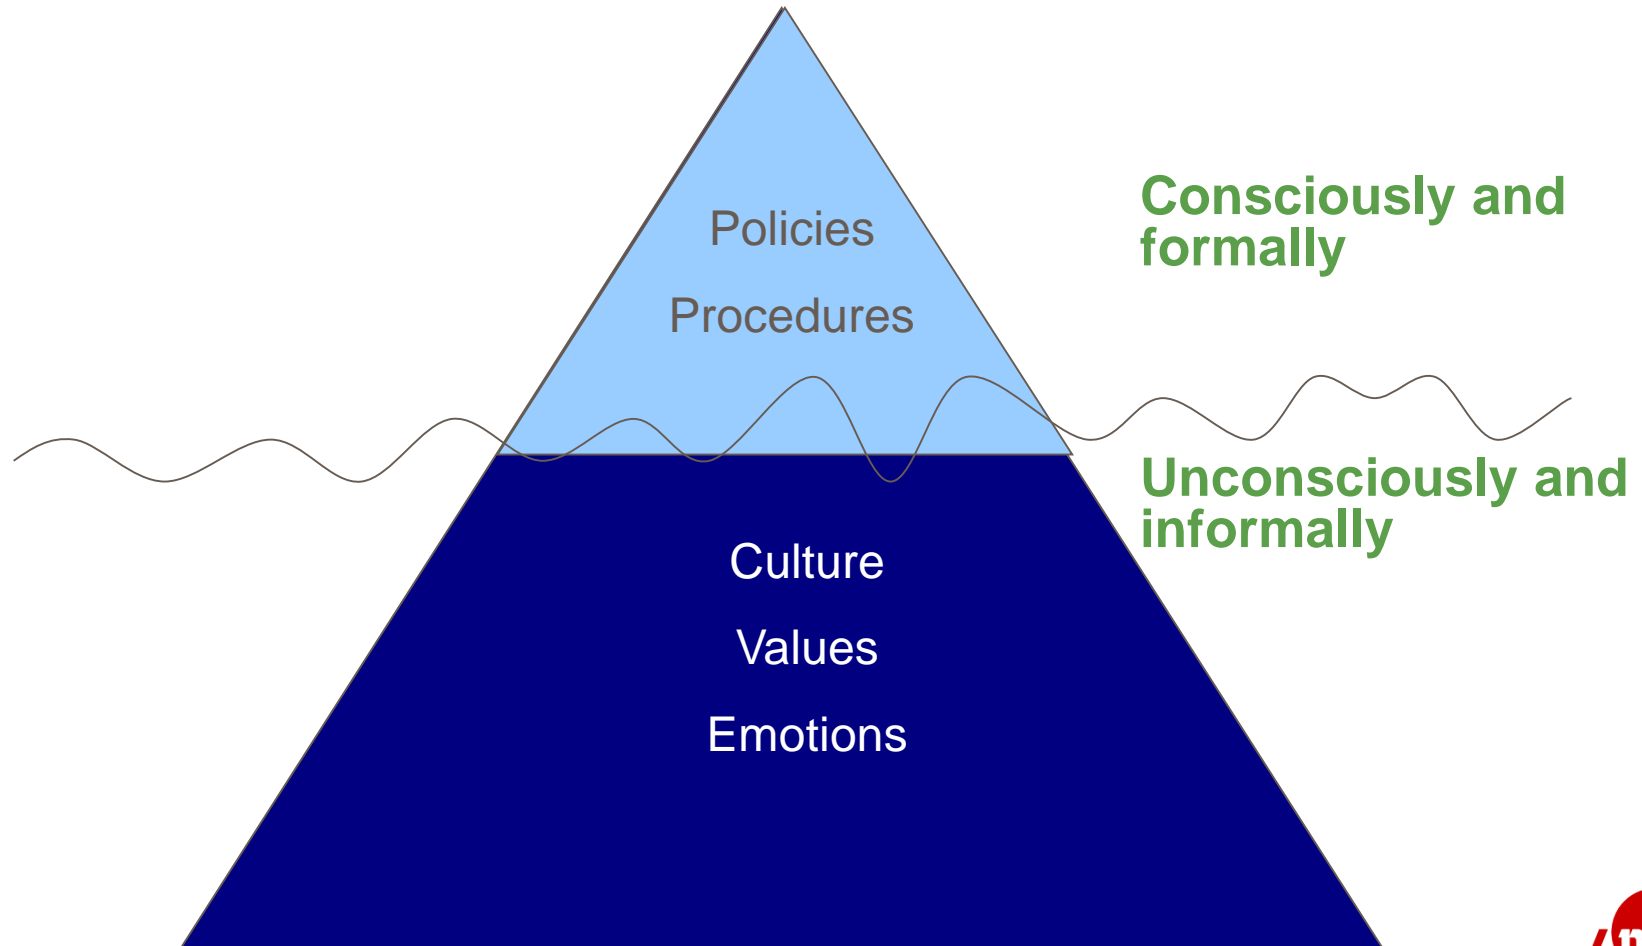 Policies
Procedures
Consciously and
formally
Unconsciously and
informally
Culture
Values
Emotions